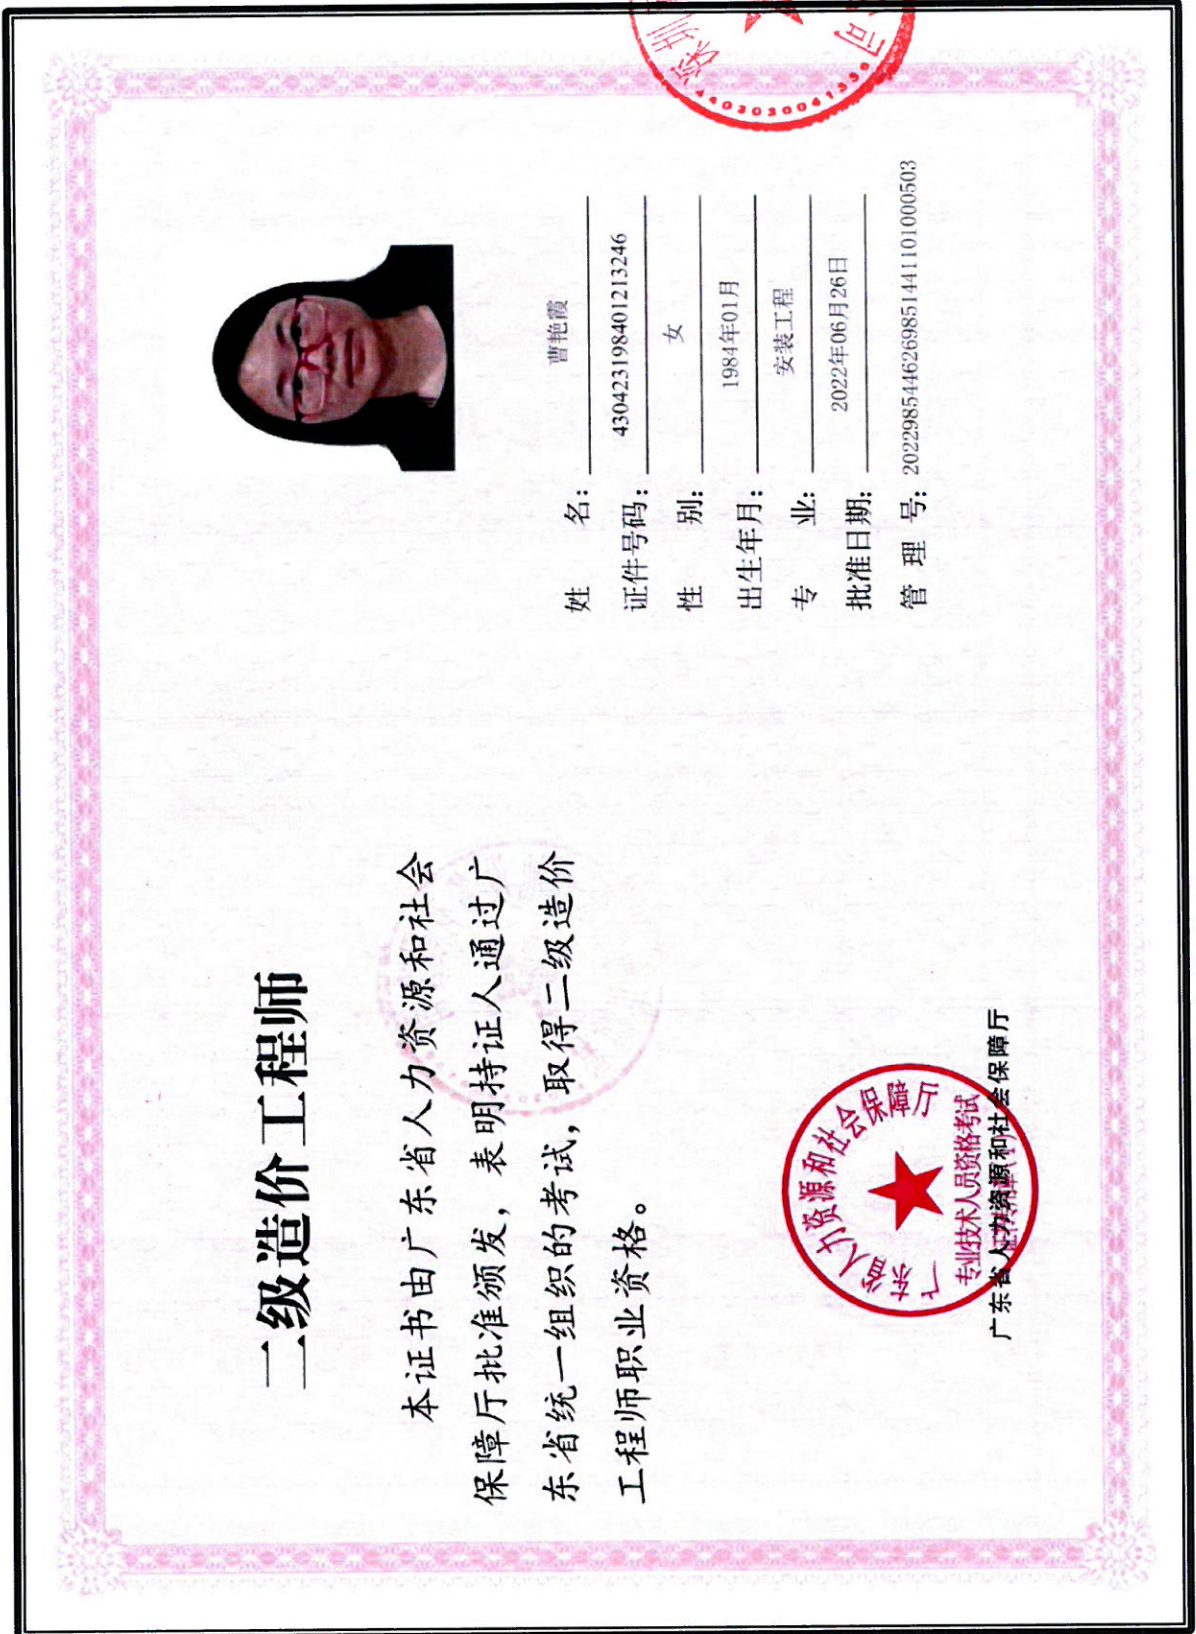 二级造价工程师
本证书由广东省人力资源和社会
保障厅批准颁发，表明持证人通过广
东省统一组织的考试，取得二级造价
工程师职业资格。
广东省人力资源和社会保障厅
专业技术人员资格考试
广东省人力资源和社会保障厅
姓 名： 曹艳霞
证件号码： 430423198401213246
性 别： 女
出生年月： 1984年01月
专 业： 安装工程
批准日期： 2022年06月26日
管 理 号： 2022985446269851441101000503
深圳
司